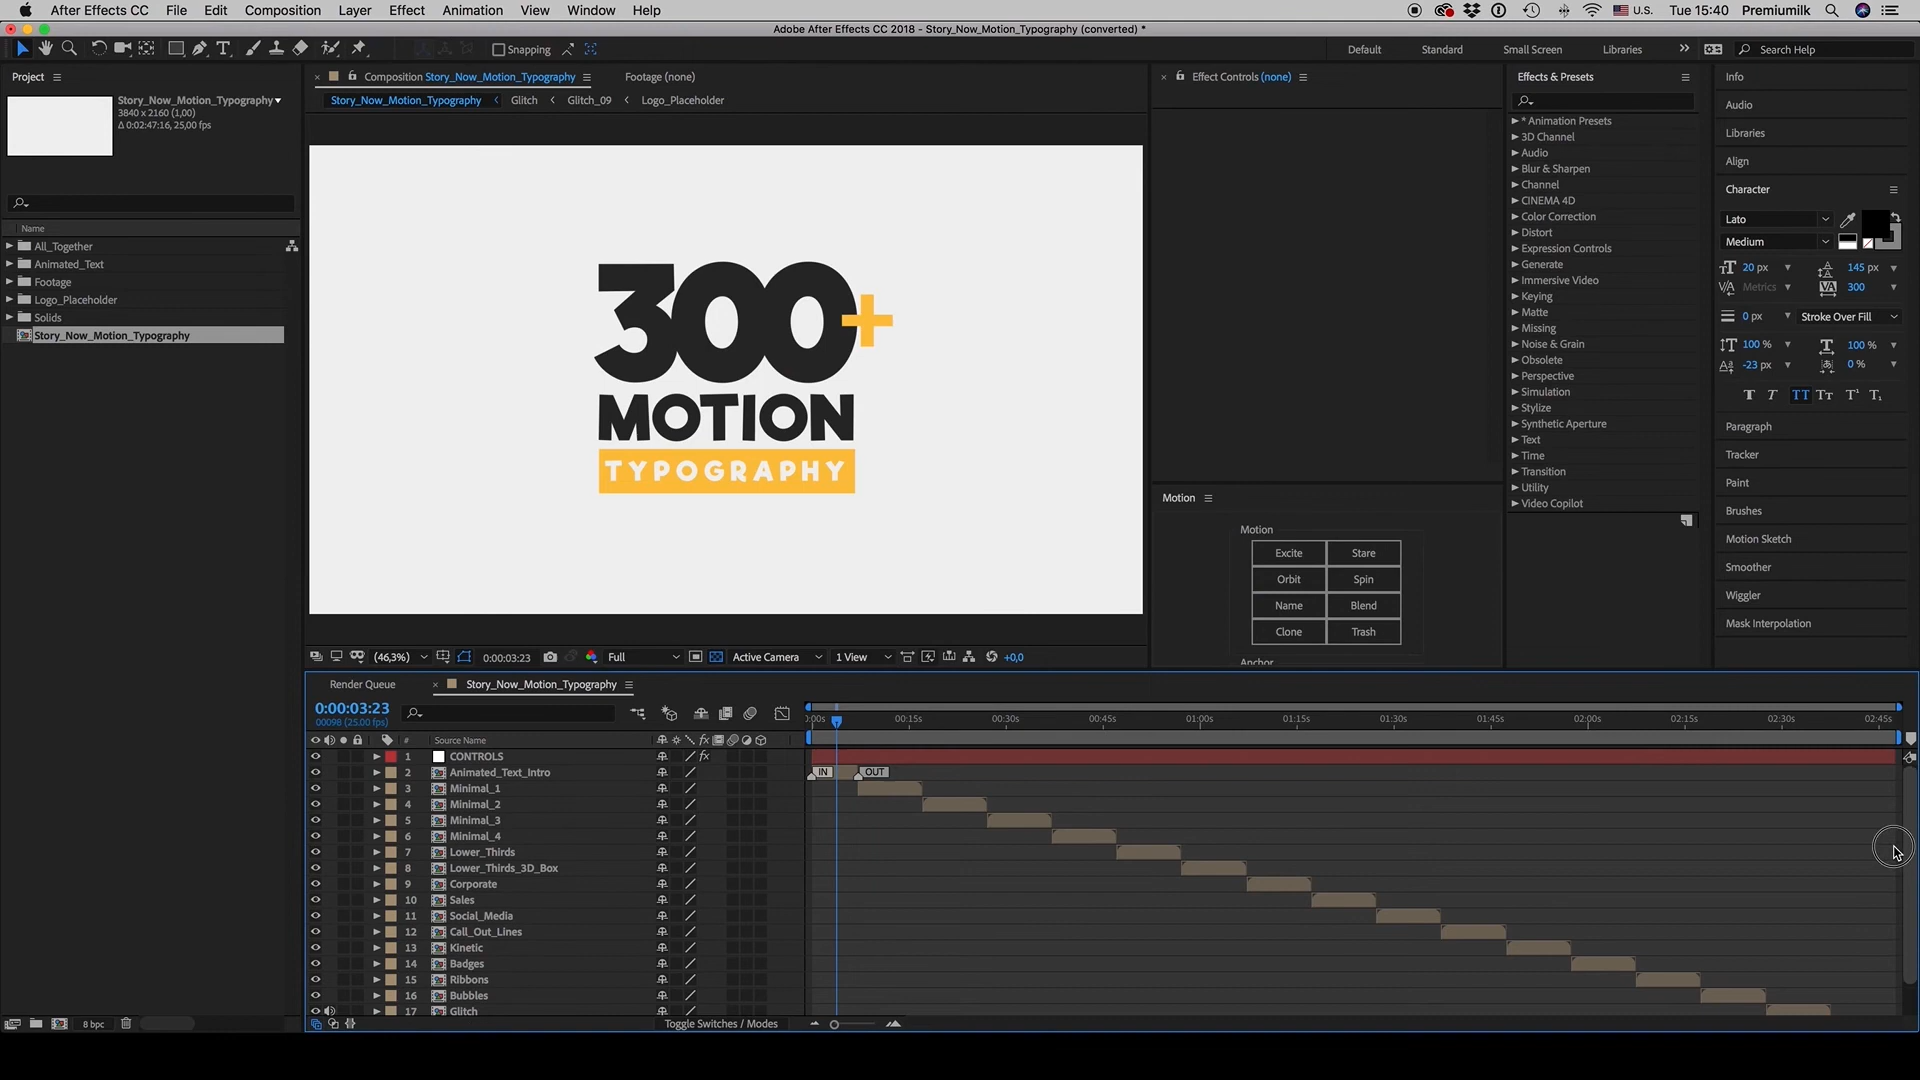 After Effects CC File Edit Composition Layer Effect Animation View Window Help U.S. Tue 15:40 Premiumilk
Adobe After Effects CC 2018 - Story_Now_Motion_Typography (converted) *
Snapping Default Standard Small Screen Libraries Search Help
Project
Story_Now_Motion_Typography
3840 x 2160 (1,00)
Δ 0:02:47:16, 25,00 fps
Name
All_Together
Animated_Text
Footage
Logo_Placeholder
Solids
Story_Now_Motion_Typography
8 bpc
Composition Story_Now_Motion_Typography Footage (none)
Story_Now_Motion_Typography Glitch Glitch_09 Logo_Placeholder
300+
MOTION
TYPOGRAPHY
(46,3%) 0:00:03:23 Full Active Camera 1 View +0,0
Effect Controls (none)
Motion
Motion
Excite Stare
Orbit Spin
Name Blend
Clone Trash
Anchor
Effects & Presets
* Animation Presets
3D Channel
Audio
Blur & Sharpen
Channel
CINEMA 4D
Color Correction
Distort
Expression Controls
Generate
Immersive Video
Keying
Matte
Missing
Noise & Grain
Obsolete
Perspective
Simulation
Stylize
Synthetic Aperture
Text
Time
Transition
Utility
Video Copilot
Info
Audio
Libraries
Align
Character
Lato
Medium
20 px 145 px
Metrics 300
0 px Stroke Over Fill
100 % 100 %
-23 px 0 %
Paragraph
Tracker
Paint
Brushes
Motion Sketch
Smoother
Wiggler
Mask Interpolation
Render Queue Story_Now_Motion_Typography
0:00:03:23
00098 (25.00 fps)
0:00s 00:15s 00:30s 00:45s 01:00s 01:15s 01:30s 01:45s 02:00s 02:15s 02:30s 02:45s
# Source Name
1 CONTROLS
2 Animated_Text_Intro IN OUT
3 Minimal_1
4 Minimal_2
5 Minimal_3
6 Minimal_4
7 Lower_Thirds
8 Lower_Thirds_3D_Box
9 Corporate
10 Sales
11 Social_Media
12 Call_Out_Lines
13 Kinetic
14 Badges
15 Ribbons
16 Bubbles
17 Glitch
Toggle Switches / Modes